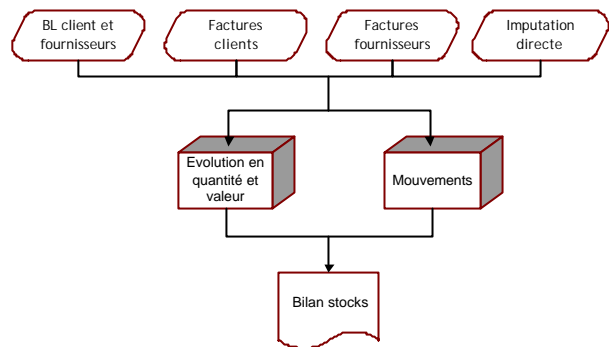 BL client et
fournisseurs
Factures
clients
Factures
fournisseurs
Imputation
directe
Evolution en
quantité et
valeur
Mouvements
Bilan stocks